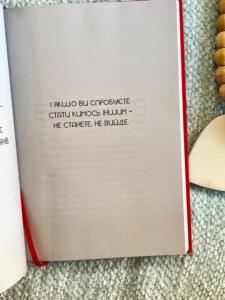 І ЯКЩО ВИ СПРОБУЄТЕ
СТАТИ КИМОСЬ ІНШИМ –
НЕ СТАНЕТЕ, НЕ ВИЙДЕ.